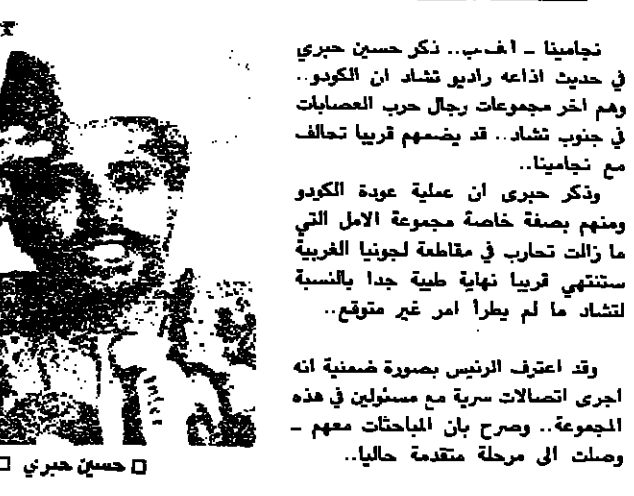 نجامينا ـ ا.ف.ب.. ذكر حسين حبري
في حديث اذاعه راديو تشاد ان الكودو..
وهم اخر مجموعات رجال حرب العصابات
في جنوب تشاد.. قد يضمهم قريبا تحالف
مع نجامينا..
وذكر حبرى ان عملية عودة الكودو
ومنهم بصفة خاصة مجموعة الامل التي
ما زالت تحارب في مقاطعة لجونيا الغربية
ستنتهي قريبا نهاية طيبة جدا بالنسبة
لتشاد ما لم يطرأ امر غير متوقع..
وقد اعترف الرئيس بصورة ضمنية انه
اجرى اتصالات سرية مع مسئولين في هذه
المجموعة.. وصرح بان المباحثات معهم ـ
وصلت الى مرحلة متقدمة حاليا..
□ حسين حبري □